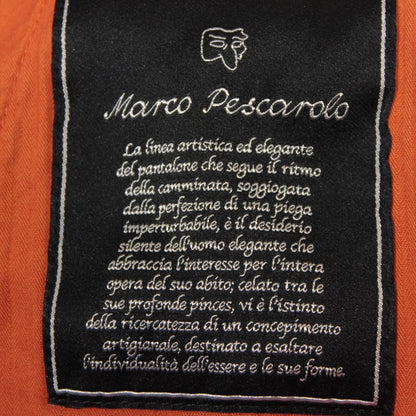 Marco Pescarolo
La linea artistica ed elegante
del pantalone che segue il ritmo
della camminata, soggiogata
dalla perfezione di una piega
imperturbabile, è il desiderio
silente dell'uomo elegante che
abbraccia l'interesse per l'intera
opera del suo abito; celato tra le
sue profonde pinces, vi è l'istinto
della ricercatezza di un concepimento
artigianale, destinato a esaltare
l'individualità dell'essere e le sue forme.